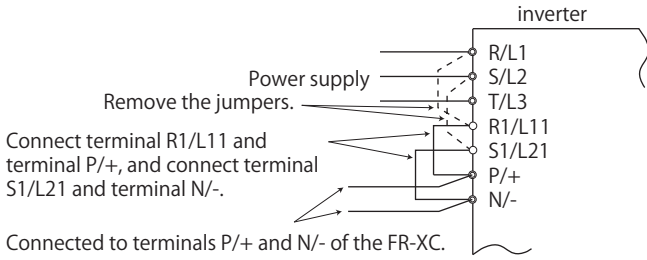 inverter
R/L1
S/L2
Power supply
T/L3
Remove the jumpers.
R1/L11
Connect terminal R1/L11 and
terminal P/+, and connect terminal
S1/L21 and terminal N/-.
S1/L21
P/+
N/-
Connected to terminals P/+ and N/- of the FR-XC.